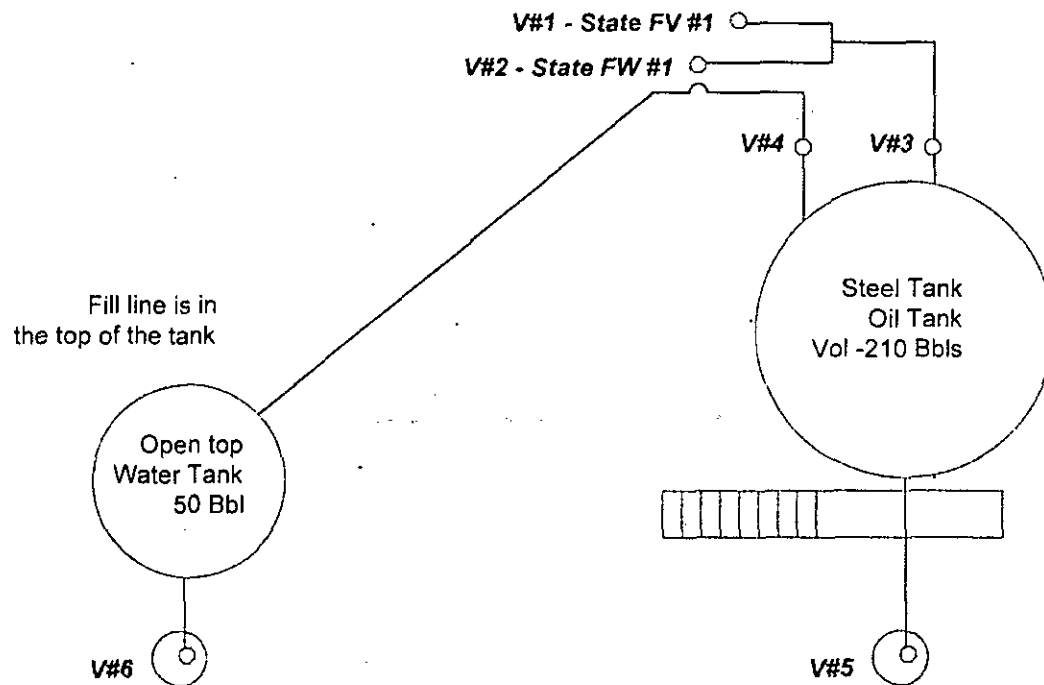 V#1 - State FV #1
V#2 - State FW #1
V#4
V#3
Fill line is in
the top of the tank
Steel Tank
Oil Tank
Vol -210 Bbls
Open top
Water Tank
50 Bbl
V#6
V#5